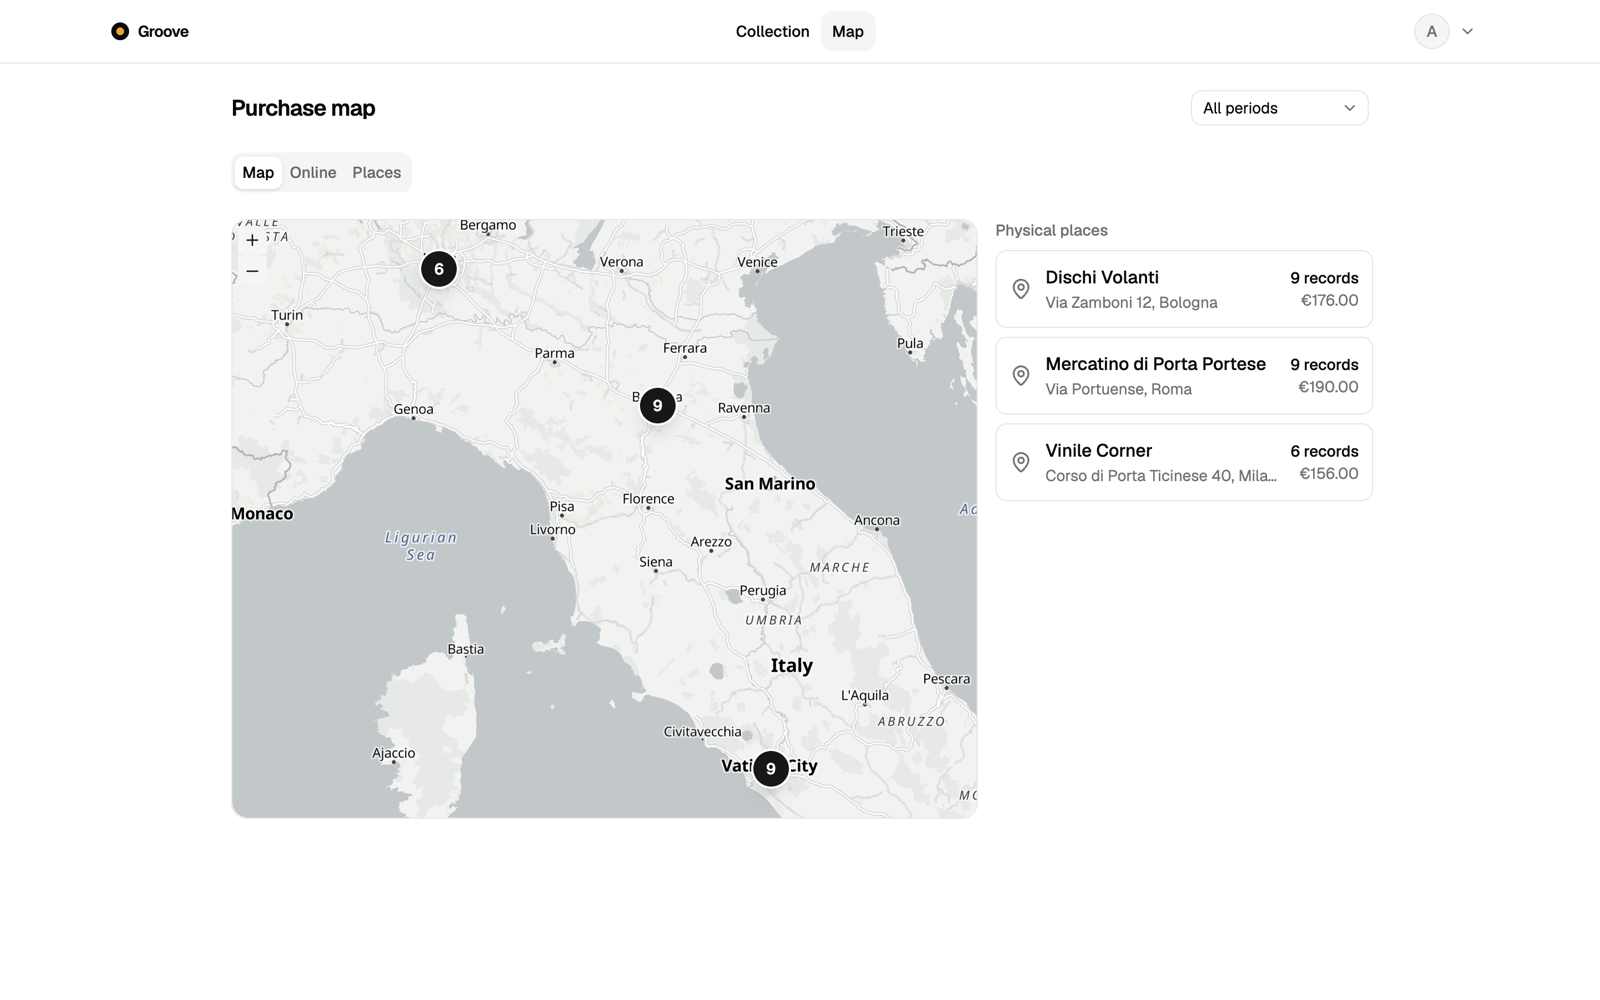 Groove
Collection
Map
A
Purchase map
All periods
Map
Online
Places
+
−
Bergamo
Trieste
Verona
Venice
6
Turin
Parma
Ferrara
Pula
Genoa
9
Ravenna
San Marino
Monaco
Florence
Pisa
Livorno
Ancona
Ligurian
Sea
Arezzo
Siena
MARCHE
Perugia
UMBRIA
Bastia
Italy
Pescara
L'Aquila
ABRUZZO
Civitavecchia
Ajaccio
9
City
Physical places
Dischi Volanti
9 records
Via Zamboni 12, Bologna
€176.00
Mercatino di Porta Portese
9 records
Via Portuense, Roma
€190.00
Vinile Corner
6 records
Corso di Porta Ticinese 40, Mila...
€156.00